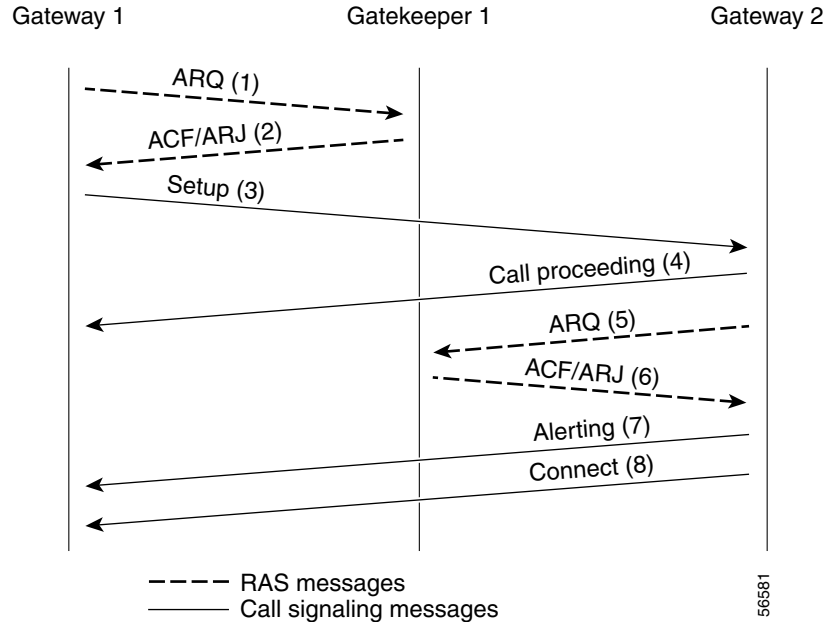 Gateway 1
Gatekeeper 1
Gateway 2
ARQ (1)
ACF/ARJ (2)
Setup (3)
Call proceeding (4)
ARQ (5)
ACF/ARJ (6)
Alerting (7)
Connect (8)
RAS messages
Call signaling messages
56581